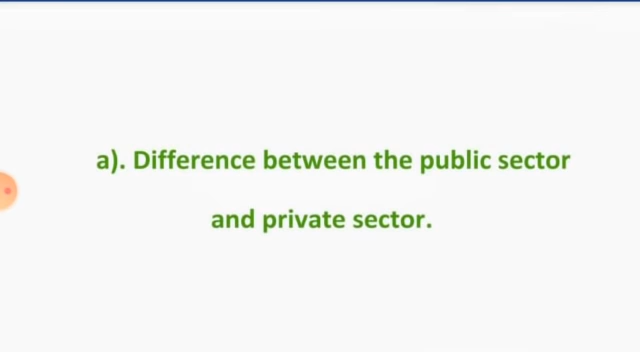 a). Difference between the public sector
and private sector.